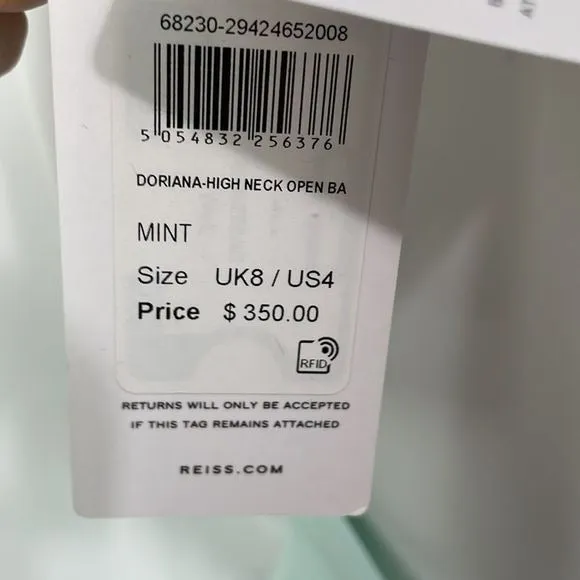 68230-29424652008
5 054832 256376
DORIANA-HIGH NECK OPEN BA
MINT
Size UK8 / US4
Price $ 350.00
RFID
RETURNS WILL ONLY BE ACCEPTED
IF THIS TAG REMAINS ATTACHED
REISS.COM